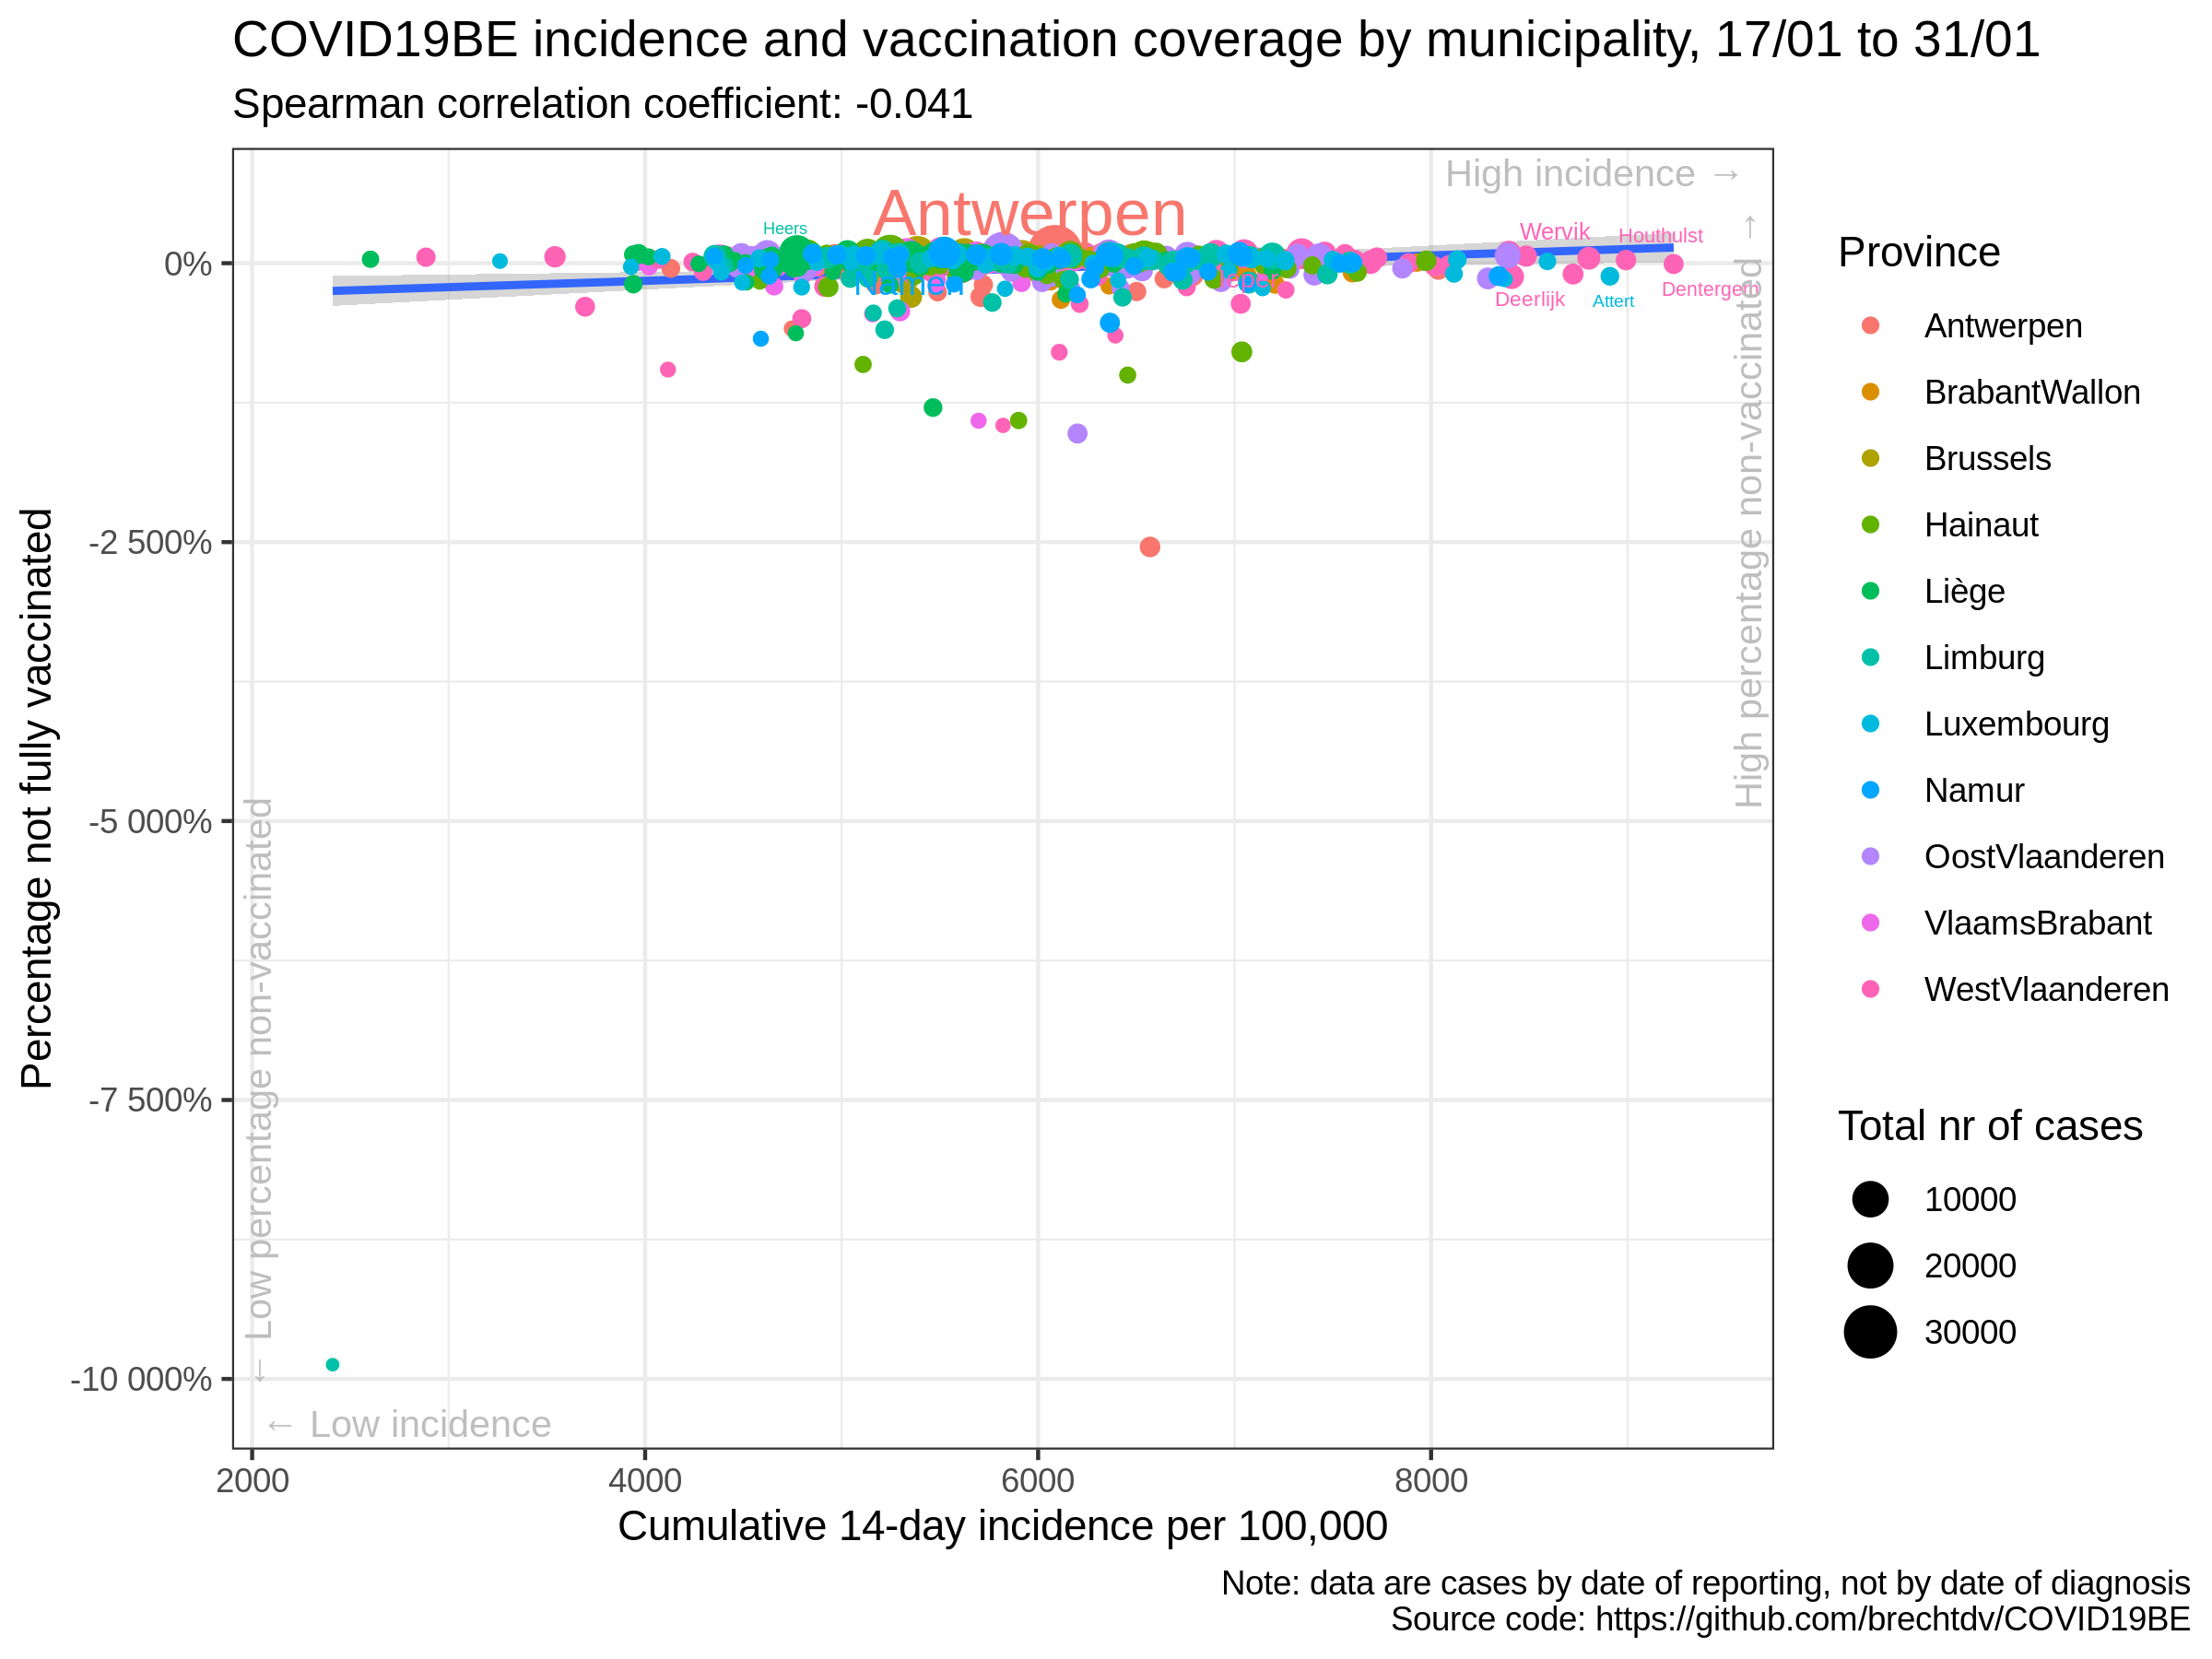 COVID19BE incidence and vaccination coverage by municipality, 17/01 to 31/01
Spearman correlation coefficient: -0.041
High incidence →
Antwerpen
Heers
Wervik
Houthulst
Namen
Deerlijk
Attert
Dentergem
High percentage non-vaccinated →
← Low percentage non-vaccinated
← Low incidence
Percentage not fully vaccinated
0%
-2 500%
-5 000%
-7 500%
-10 000%
2000
4000
6000
8000
Cumulative 14-day incidence per 100,000
Province
Antwerpen
BrabantWallon
Brussels
Hainaut
Liège
Limburg
Luxembourg
Namur
OostVlaanderen
VlaamsBrabant
WestVlaanderen
Total nr of cases
10000
20000
30000
Note: data are cases by date of reporting, not by date of diagnosis
Source code: https://github.com/brechtdv/COVID19BE